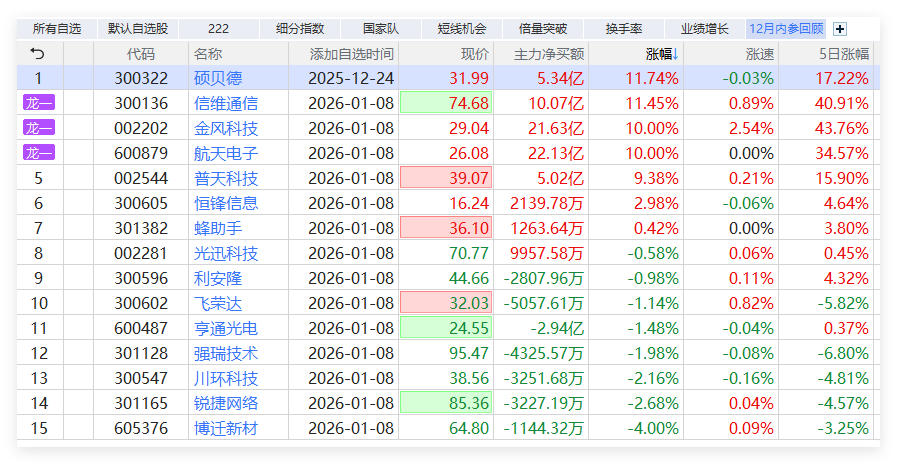 所有自选 默认自选股 222 细分指数 国家队 短线机会 倍量突破 换手率 业绩增长 12月内参回顾
代码 名称 添加自选时间 现价 主力净买额 涨幅↓ 涨速 5日涨幅
1 300322 硕贝德 2025-12-24 31.99 5.34亿 11.74% -0.03% 17.22%
龙一 300136 信维通信 2026-01-08 74.68 10.07亿 11.45% 0.89% 40.91%
龙一 002202 金风科技 2026-01-08 29.04 21.63亿 10.00% 2.54% 43.76%
龙一 600879 航天电子 2026-01-08 26.08 22.13亿 10.00% 0.00% 34.57%
5 002544 普天科技 2026-01-08 39.07 5.02亿 9.38% 0.21% 15.90%
6 300605 恒锋信息 2026-01-08 16.24 2139.78万 2.98% -0.06% 4.64%
7 301382 蜂助手 2026-01-08 36.10 1263.64万 0.42% 0.00% 3.80%
8 002281 光迅科技 2026-01-08 70.77 9957.58万 -0.58% 0.06% 0.45%
9 300596 利安隆 2026-01-08 44.66 -2807.96万 -0.98% 0.11% 4.32%
10 300602 飞荣达 2026-01-08 32.03 -5057.61万 -1.14% 0.82% -5.82%
11 600487 亨通光电 2026-01-08 24.55 -2.94亿 -1.48% -0.04% 0.37%
12 301128 强瑞技术 2026-01-08 95.47 -4325.57万 -1.98% -0.08% -6.80%
13 300547 川环科技 2026-01-08 38.56 -3251.68万 -2.16% -0.16% -4.81%
14 301165 锐捷网络 2026-01-08 85.36 -3227.19万 -2.68% 0.04% -4.57%
15 605376 博迁新材 2026-01-08 64.80 -1144.32万 -4.00% 0.09% -3.25%